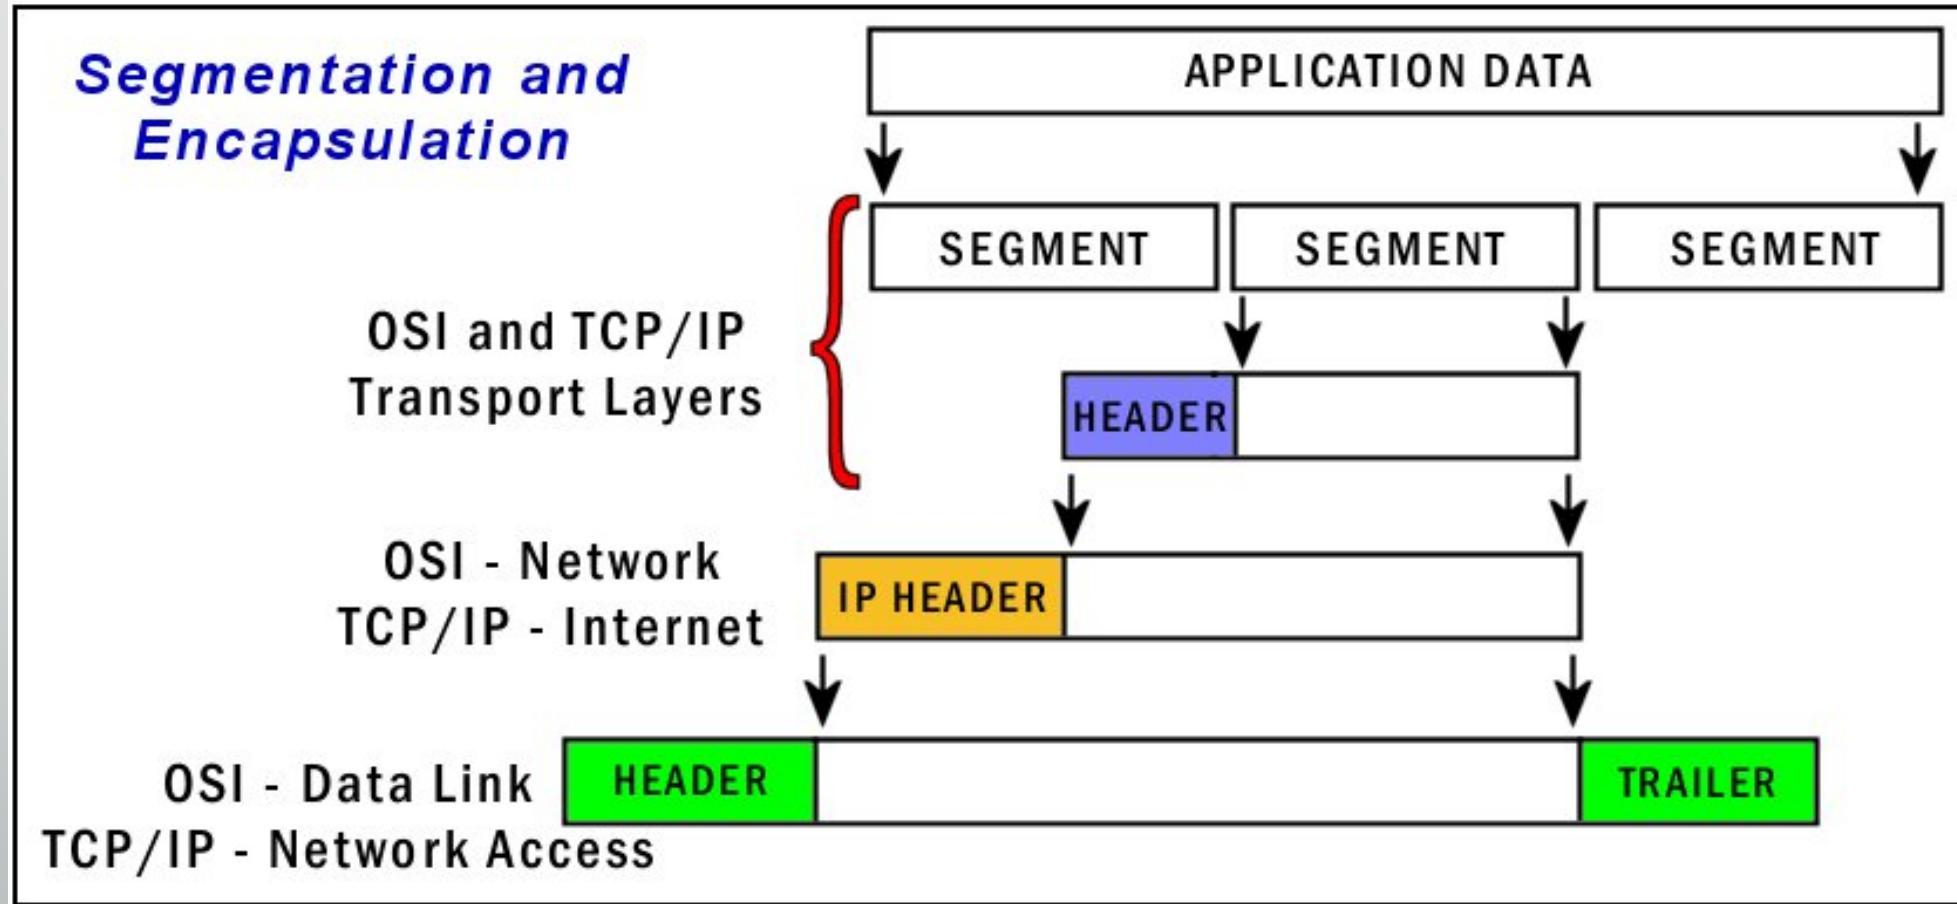 Segmentation and
Encapsulation
APPLICATION DATA
SEGMENT
SEGMENT
SEGMENT
OSI and TCP/IP
Transport Layers
HEADER
OSI - Network
TCP/IP - Internet
IP HEADER
OSI - Data Link
TCP/IP - Network Access
HEADER
TRAILER